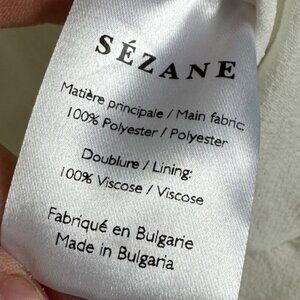 SÉZANE
Matière principale / Main fabric:
100% Polyester / Polyester
Doublure / Lining:
100% Viscose / Viscose
Fabriqué en Bulgarie
Made in Bulgaria